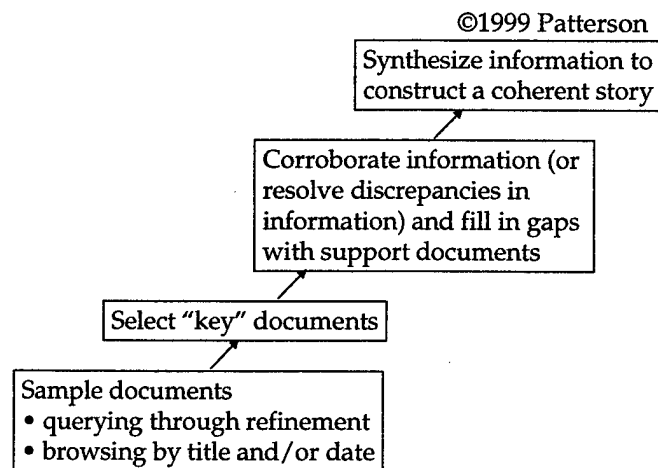 ©1999 Patterson
Synthesize information to
construct a coherent story
Corroborate information (or
resolve discrepancies in
information) and fill in gaps
with support documents
Select “key” documents
Sample documents
• querying through refinement
• browsing by title and/or date